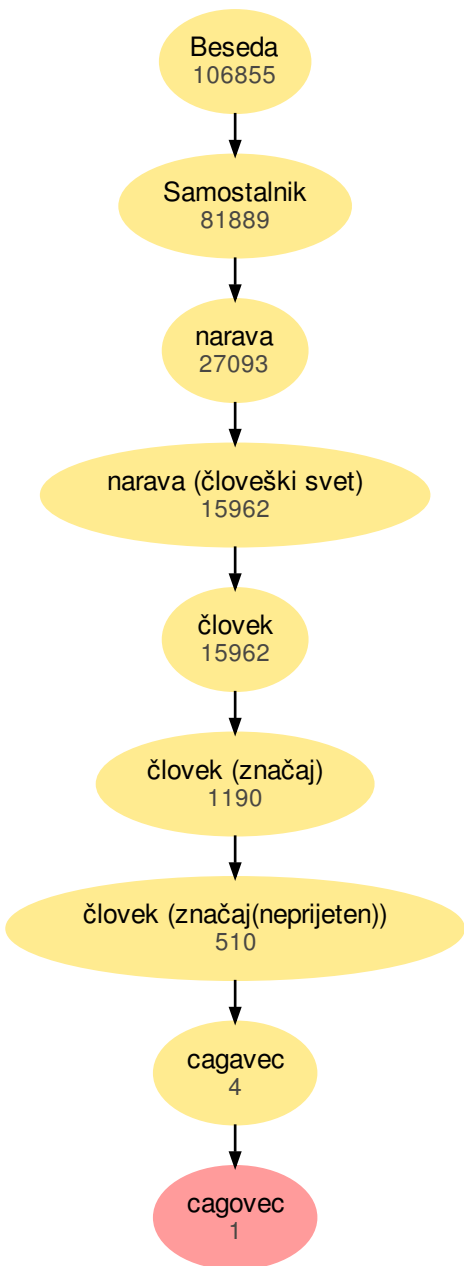 Beseda
106855
Samostalnik
81889
narava
27093
narava (človeški svet)
15962
človek
15962
človek (značaj)
1190
človek (značaj(neprijeten))
510
cagavec
4
cagovec
1